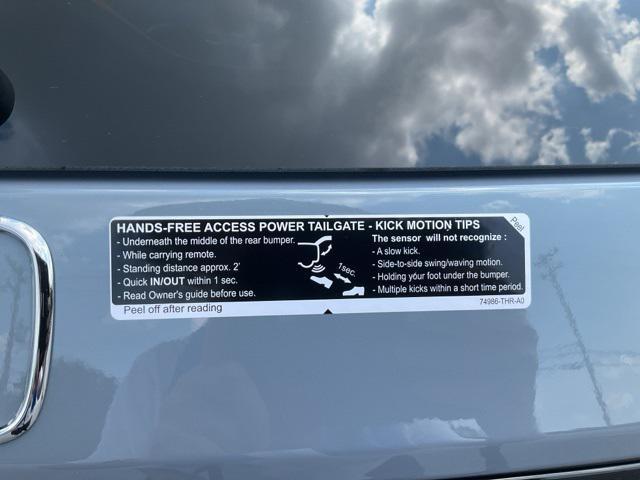 HANDS-FREE ACCESS POWER TAILGATE - KICK MOTION TIPS
Peel
- Underneath the middle of the rear bumper.
- While carrying remote.
- Standing distance approx. 2'
- Quick IN/OUT within 1 sec.
- Read Owner's guide before use.
1sec.
The sensor will not recognize :
- A slow kick.
- Side-to-side swing/waving motion.
- Holding your foot under the bumper.
- Multiple kicks within a short time period.
Peel off after reading
74986-THR-A0